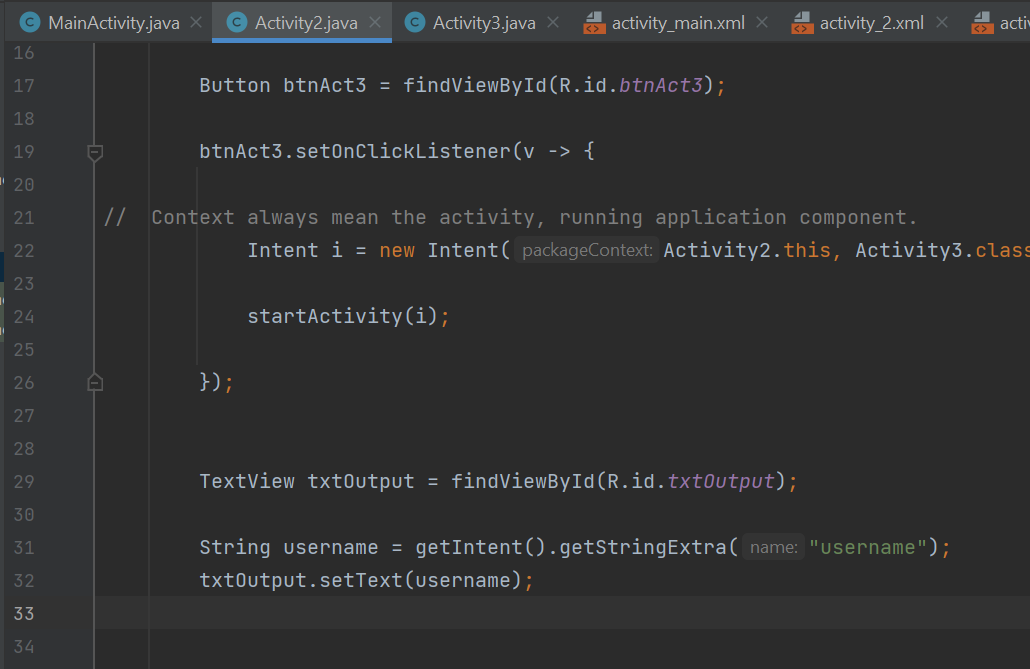 MainActivity.java Activity2.java Activity3.java activity_main.xml activity_2.xml
16
17 Button btnAct3 = findViewById(R.id.btnAct3);
18
19 btnAct3.setOnClickListener(v -> {
20
21 // Context always mean the activity, running application component.
22 Intent i = new Intent( packageContext: Activity2.this, Activity3.class
23
24 startActivity(i);
25
26 });
27
28
29 TextView txtOutput = findViewById(R.id.txtOutput);
30
31 String username = getIntent().getStringExtra( name: "username");
32 txtOutput.setText(username);
33
34